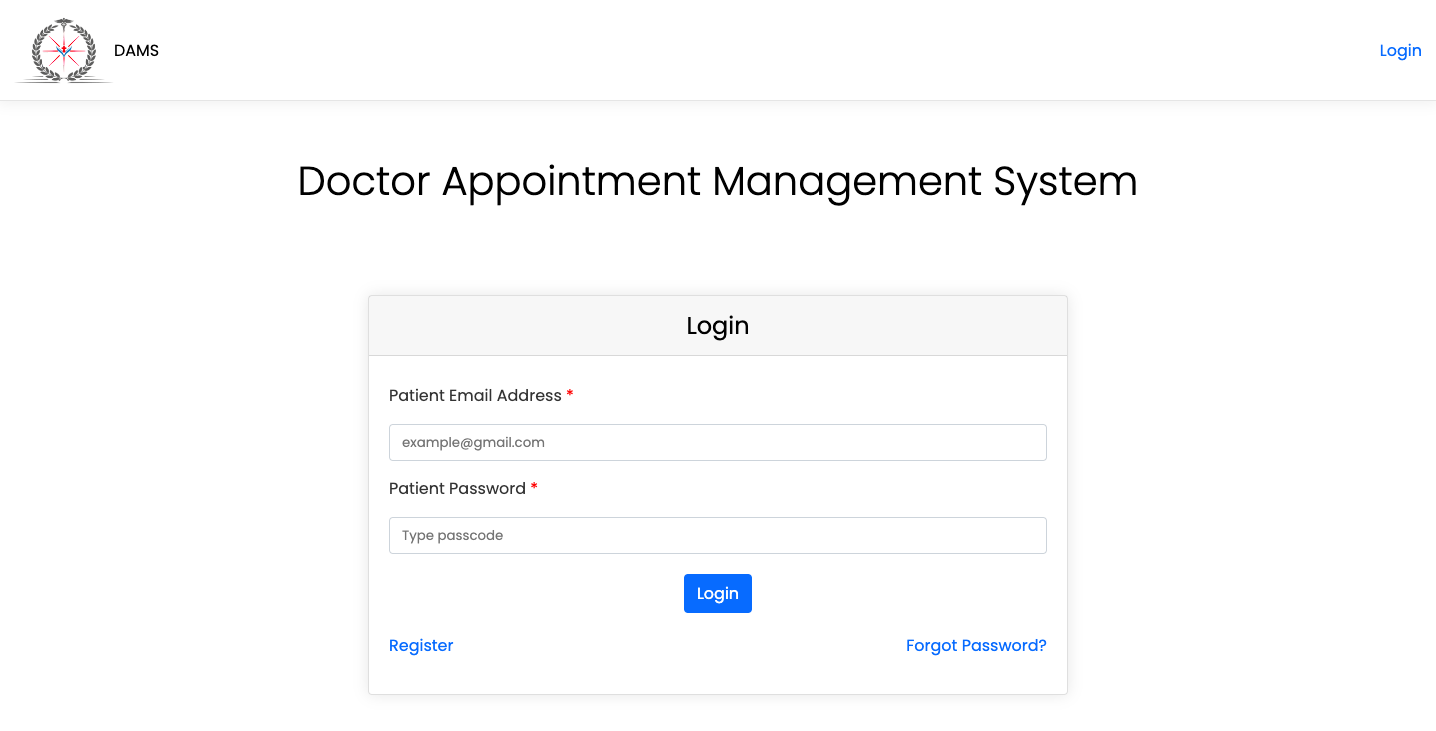 DAMS
Login
Doctor Appointment Management System
Login
Patient Email Address *
example@gmail.com
Patient Password *
Type passcode
Login
Register
Forgot Password?